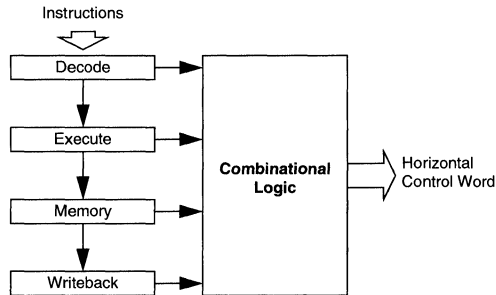 Instructions
Decode
Execute
Memory
Writeback
Combinational
Logic
Horizontal
Control Word